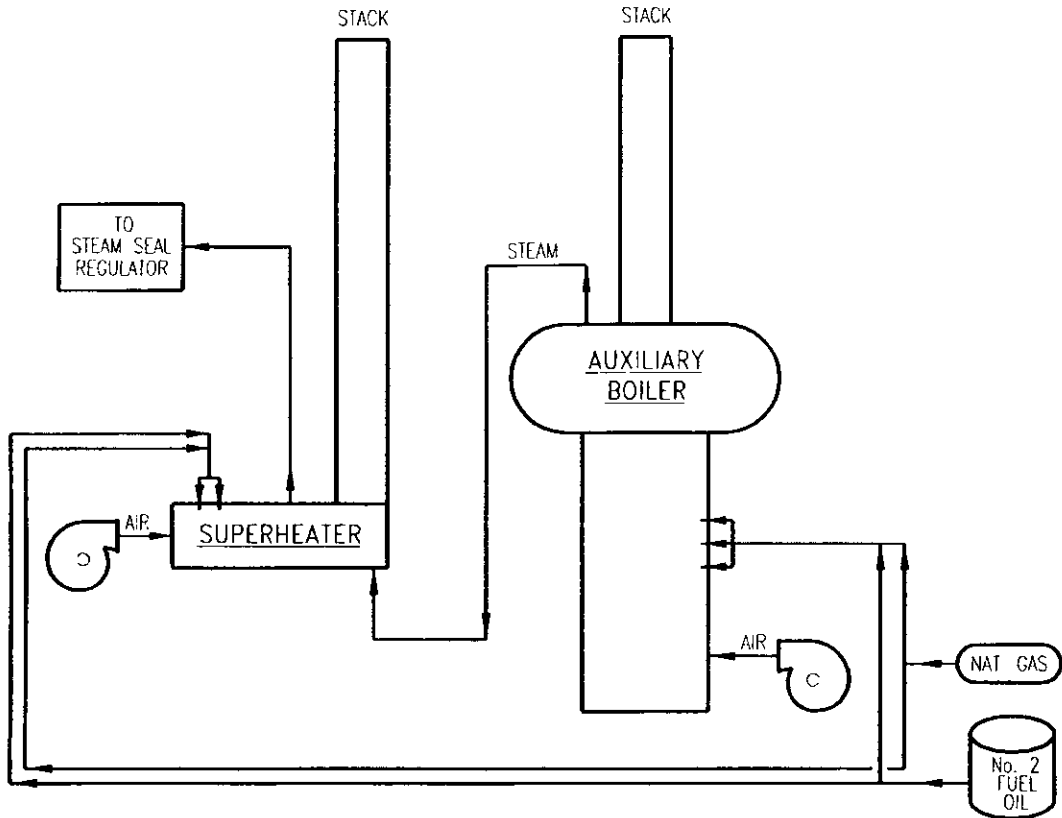 STACK
STACK
TO
STEAM SEAL
REGULATOR
STEAM
AUXILIARY
BOILER
AIR
SUPERHEATER
C
AIR
C
NAT GAS
No. 2
FUEL
OIL